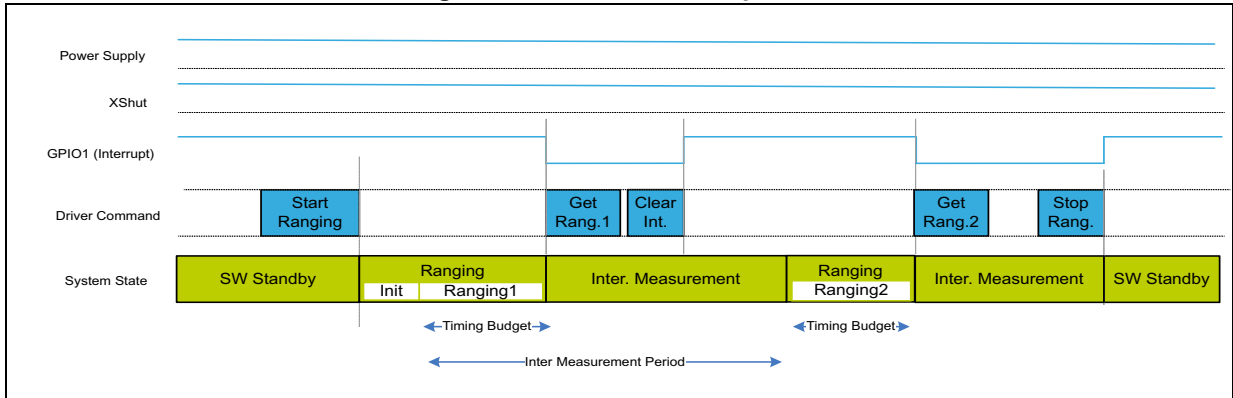 Power Supply
XShut
GPIO1 (Interrupt)
Driver Command
Start
Ranging
Get
Rang.1
Clear
Int.
Get
Rang.2
Stop
Rang.
System State
SW Standby
Ranging
Init
Ranging1
Inter. Measurement
Ranging
Ranging2
Inter. Measurement
SW Standby
Timing Budget
Timing Budget
Inter Measurement Period